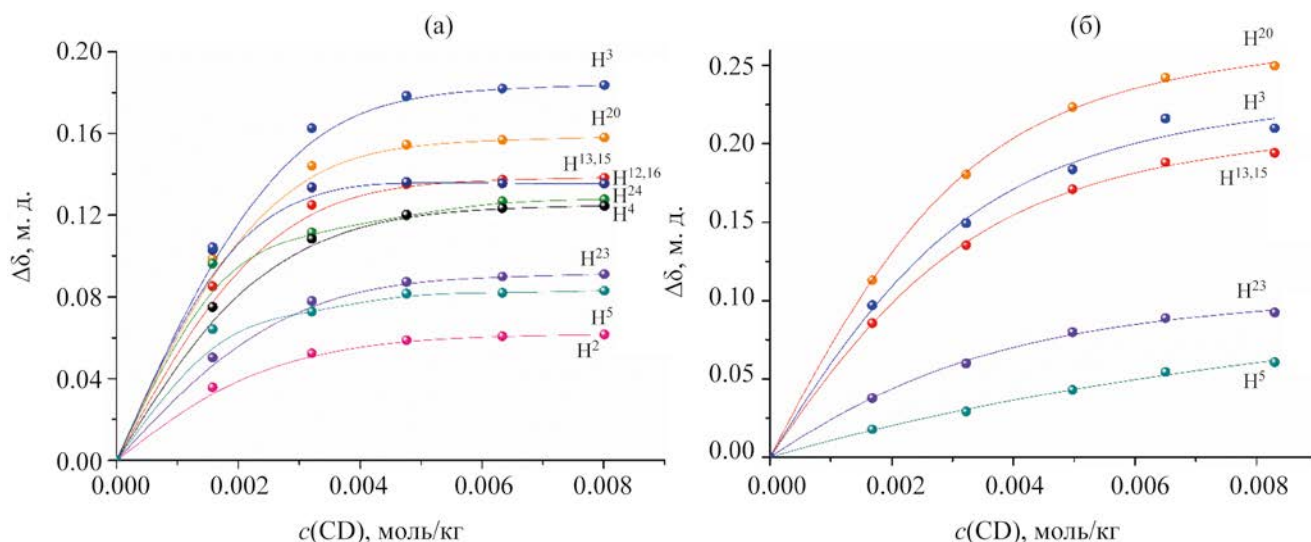 (а)
0.20
0.16
0.12
0.08
0.04
0.00
Δδ, м. д.
H³
H²⁰
H¹³,¹⁵
H¹²,¹⁶
H²⁴
H⁴
H²³
H⁵
H²
0.000 0.002 0.004 0.006 0.008
c(CD), моль/кг
(б)
0.25
0.20
0.15
0.10
0.05
0.00
Δδ, м. д.
H²⁰
H³
H¹³,¹⁵
H²³
H⁵
0.000 0.002 0.004 0.006 0.008
c(CD), моль/кг